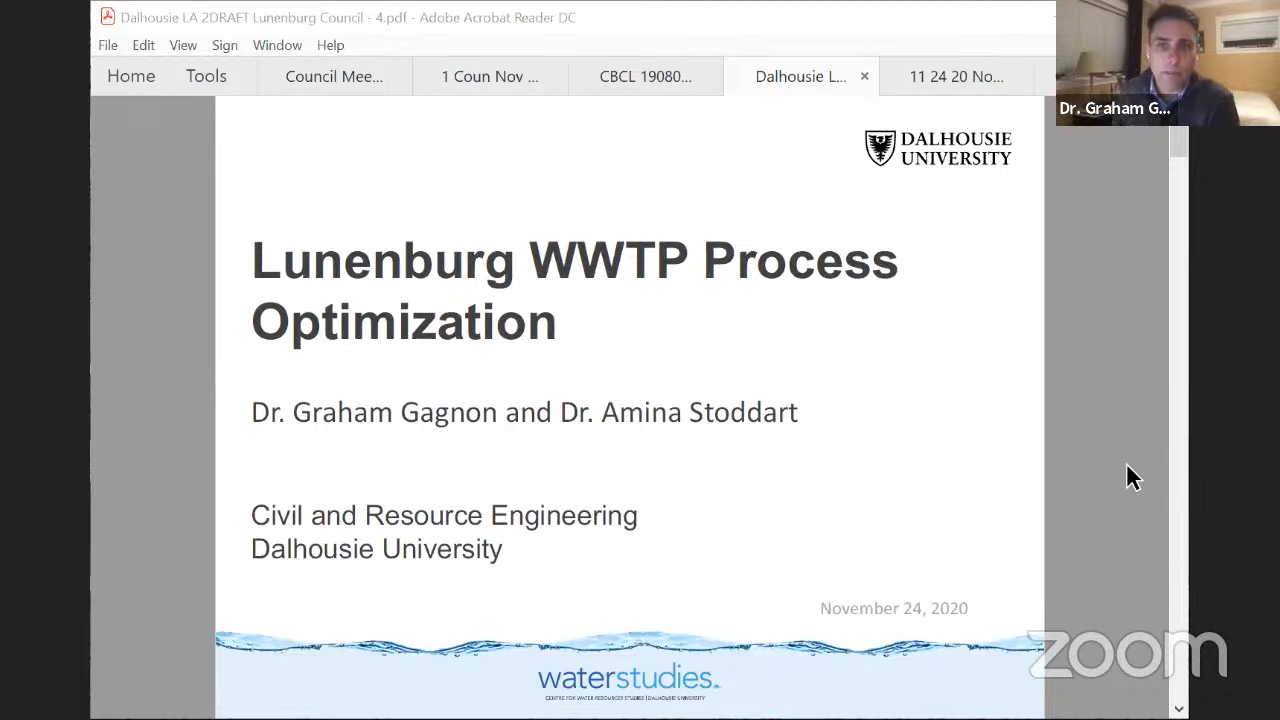 Dalhousie LA 2DRAFT Lunenburg Council - 4.pdf - Adobe Acrobat Reader DC
File Edit View Sign Window Help
Home Tools Council Mee... 1 Coun Nov ... CBCL 19080... Dalhousie L... × 11 24 20 No...
Dr. Graham G...
DALHOUSIE
UNIVERSITY
Lunenburg WWTP Process
Optimization
Dr. Graham Gagnon and Dr. Amina Stoddart
Civil and Resource Engineering
Dalhousie University
November 24, 2020
zoom
waterstudies
CENTRE FOR WATER RESOURCES STUDIES | DALHOUSIE UNIVERSITY